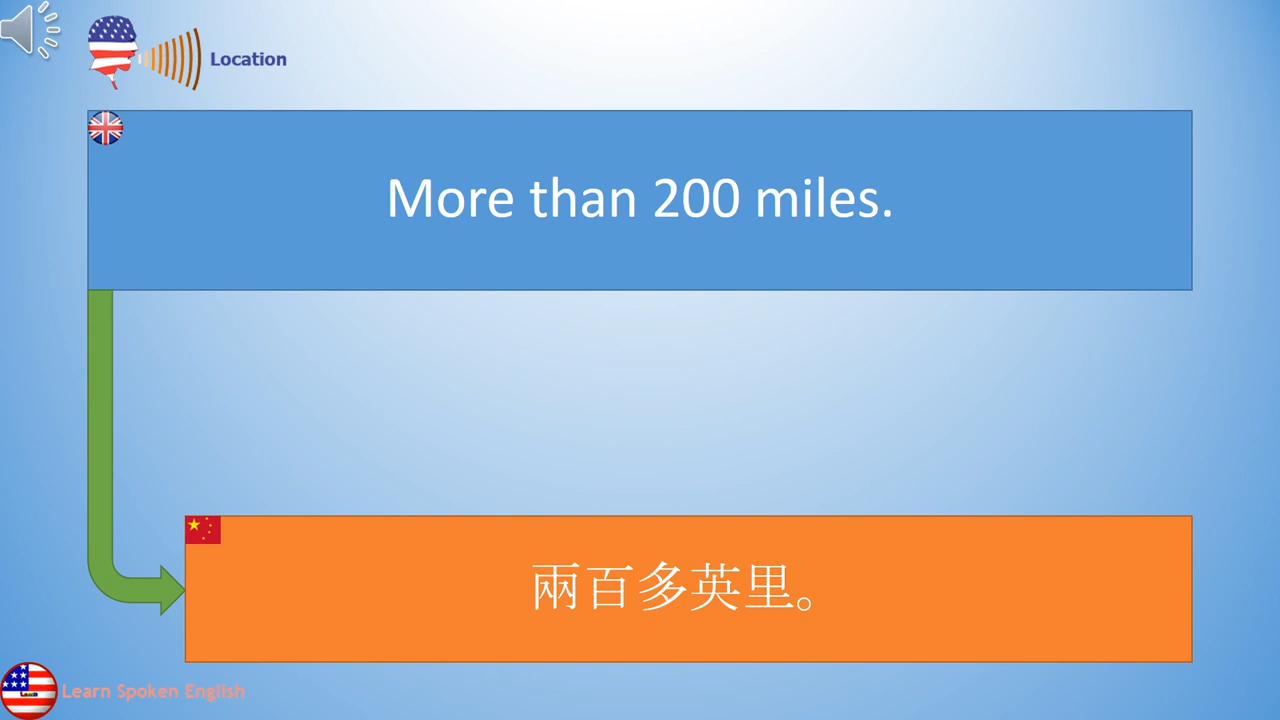 Location
More than 200 miles.
兩百多英里。
Learn Spoken English